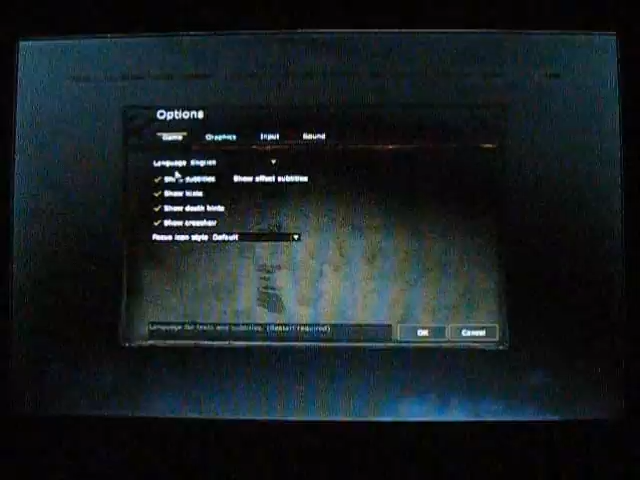 Options
Game Graphics Input Sound
Language English
Show subtitles Show effect subtitles
Show hints
Show death hints
Show crosshair
Focus icon style Default
Language for texts and subtitles. (Restart required)
OK Cancel